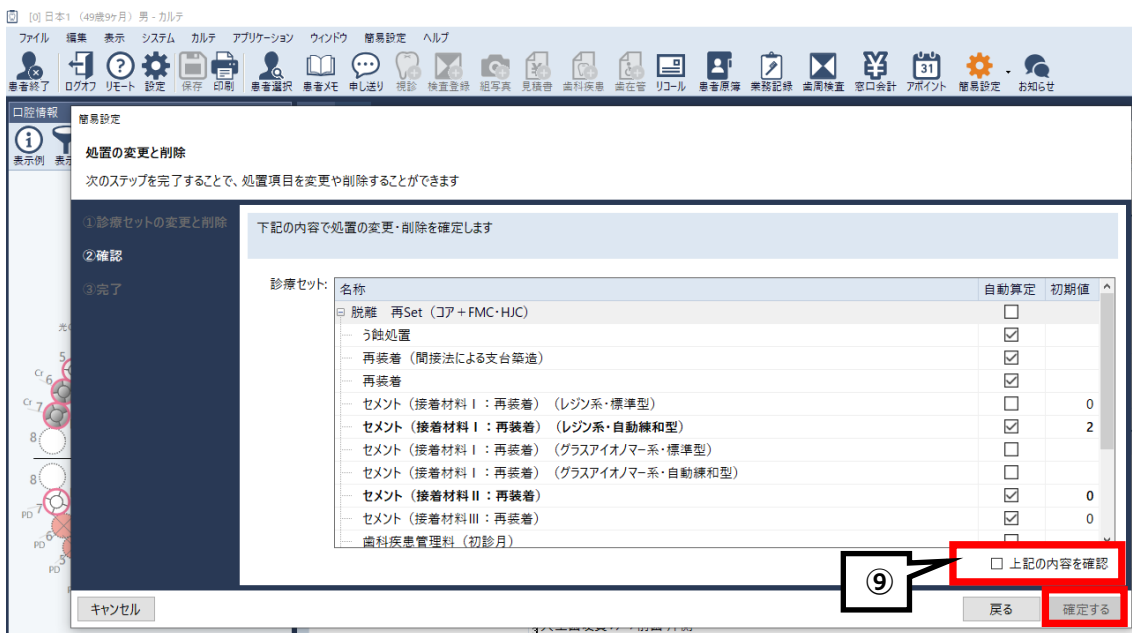 [0] 日本1 (49歳9ヶ月) 男 - カルテ
ファイル 編集 表示 システム カルテ アプリケーション ウィンドウ 簡易設定 ヘルプ
患者終了 ログオフ リモート 設定 保存 印刷 患者選択 患者メモ 申し送り 視診 検査登録 組写真 見積書 歯科疾患 歯在管 リコール 患者原簿 業務記録 歯周検査 窓口会計 アポイント 簡易設定 お知らせ
31
口腔情報
表示例
簡易設定
処置の変更と削除
次のステップを完了することで、処置項目を変更や削除することができます
①診療セットの変更と削除
②確認
③完了
下記の内容で処置の変更・削除を確定します
診療セット:
名称 自動算定 初期値
脱離 再Set（コア+FMC・HJC）
う蝕処置
再装着（間接法による支台築造）
再装着
セメント（接着材料Ⅰ：再装着）（レジン系・標準型） 0
セメント（接着材料Ⅰ：再装着）（レジン系・自動練和型） 2
セメント（接着材料Ⅰ：再装着）（グラスアイオノマー系・標準型）
セメント（接着材料Ⅰ：再装着）（グラスアイオノマー系・自動練和型）
セメント（接着材料Ⅱ：再装着） 0
セメント（接着材料Ⅲ：再装着） 0
歯科疾患管理料（初診月）
5
Cr 6
Cr 7
8
8
PD 7
PD 6
PD 5
上記の内容を確認
⑨
キャンセル 戻る 確定する